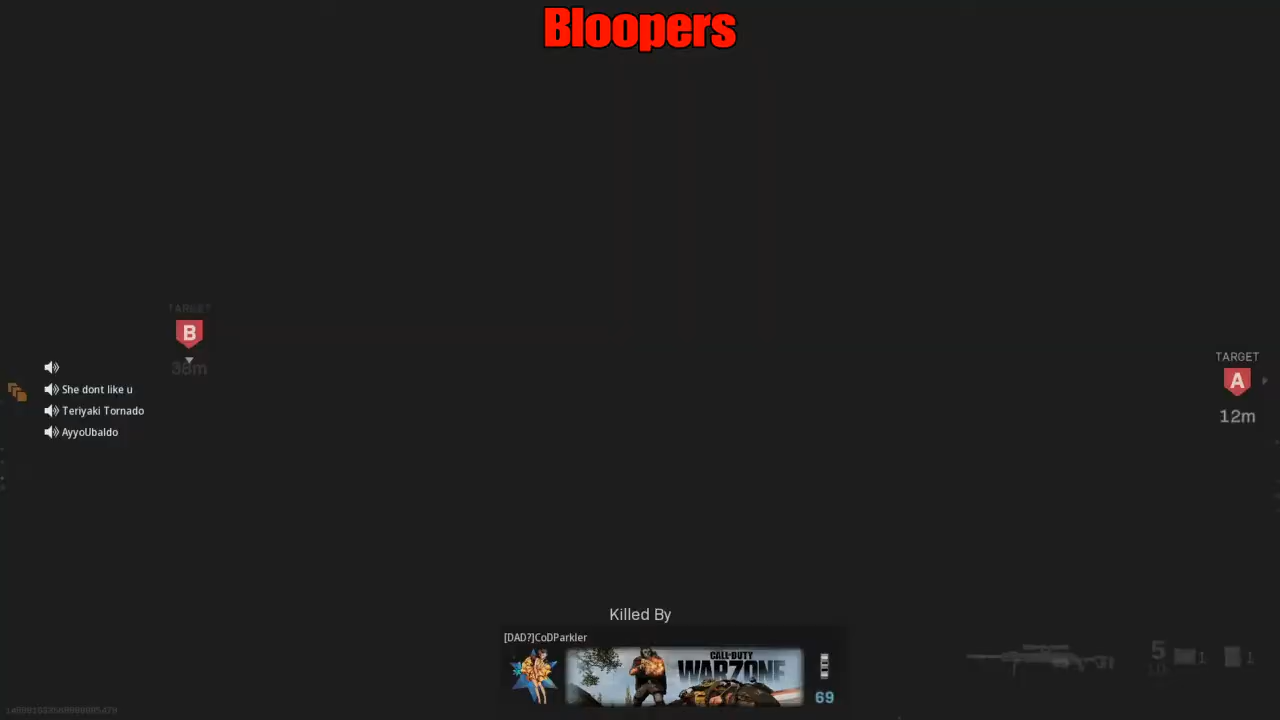 Bloopers
TARGET
B
38m
TARGET
A
12m
She dont like u
Teriyaki Tornado
AyyoUbaldo
Killed By
[DAD?]CoDParkler
CALL·DUTY
WARZONE
69
5
1
1